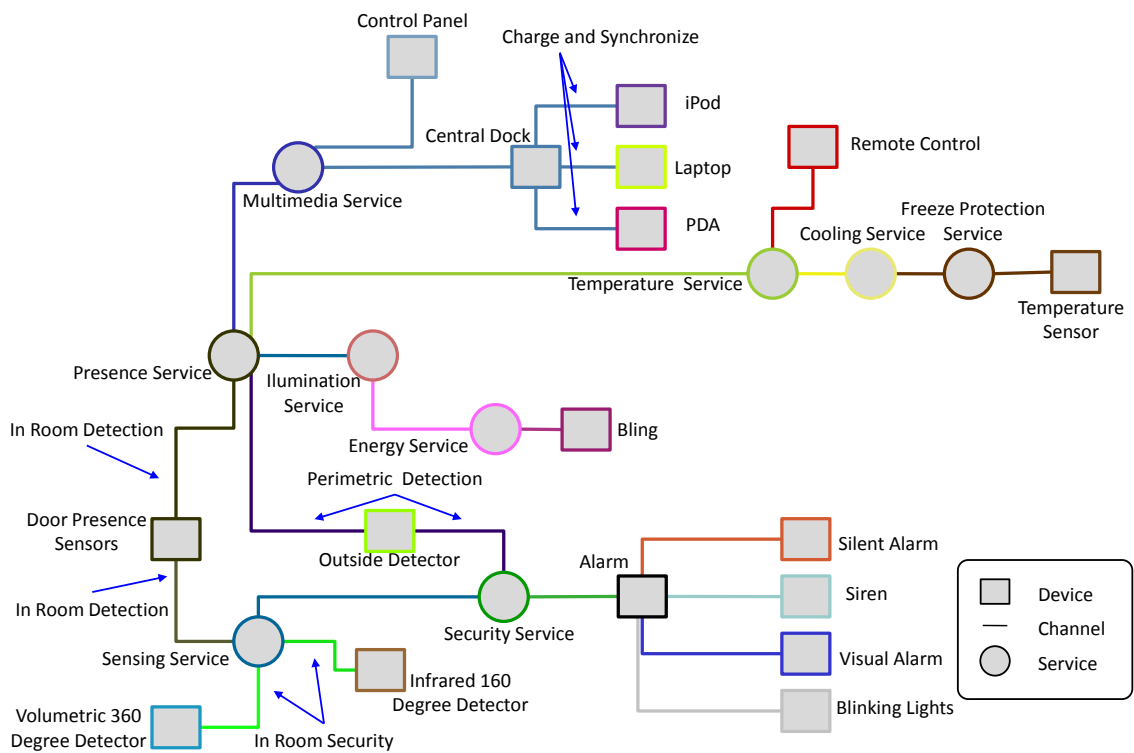 Control Panel
Charge and Synchronize
iPod
Central Dock
Laptop
Remote Control
Multimedia Service
PDA
Freeze Protection
Service
Cooling Service
Temperature Service
Temperature
Sensor
Presence Service
Ilumination
Service
In Room Detection
Energy Service
Bling
Perimetric Detection
Door Presence
Sensors
Outside Detector
Alarm
Silent Alarm
In Room Detection
Siren
Security Service
Sensing Service
Visual Alarm
Infrared 160
Degree Detector
Blinking Lights
Volumetric 360
Degree Detector
In Room Security
Device
Channel
Service